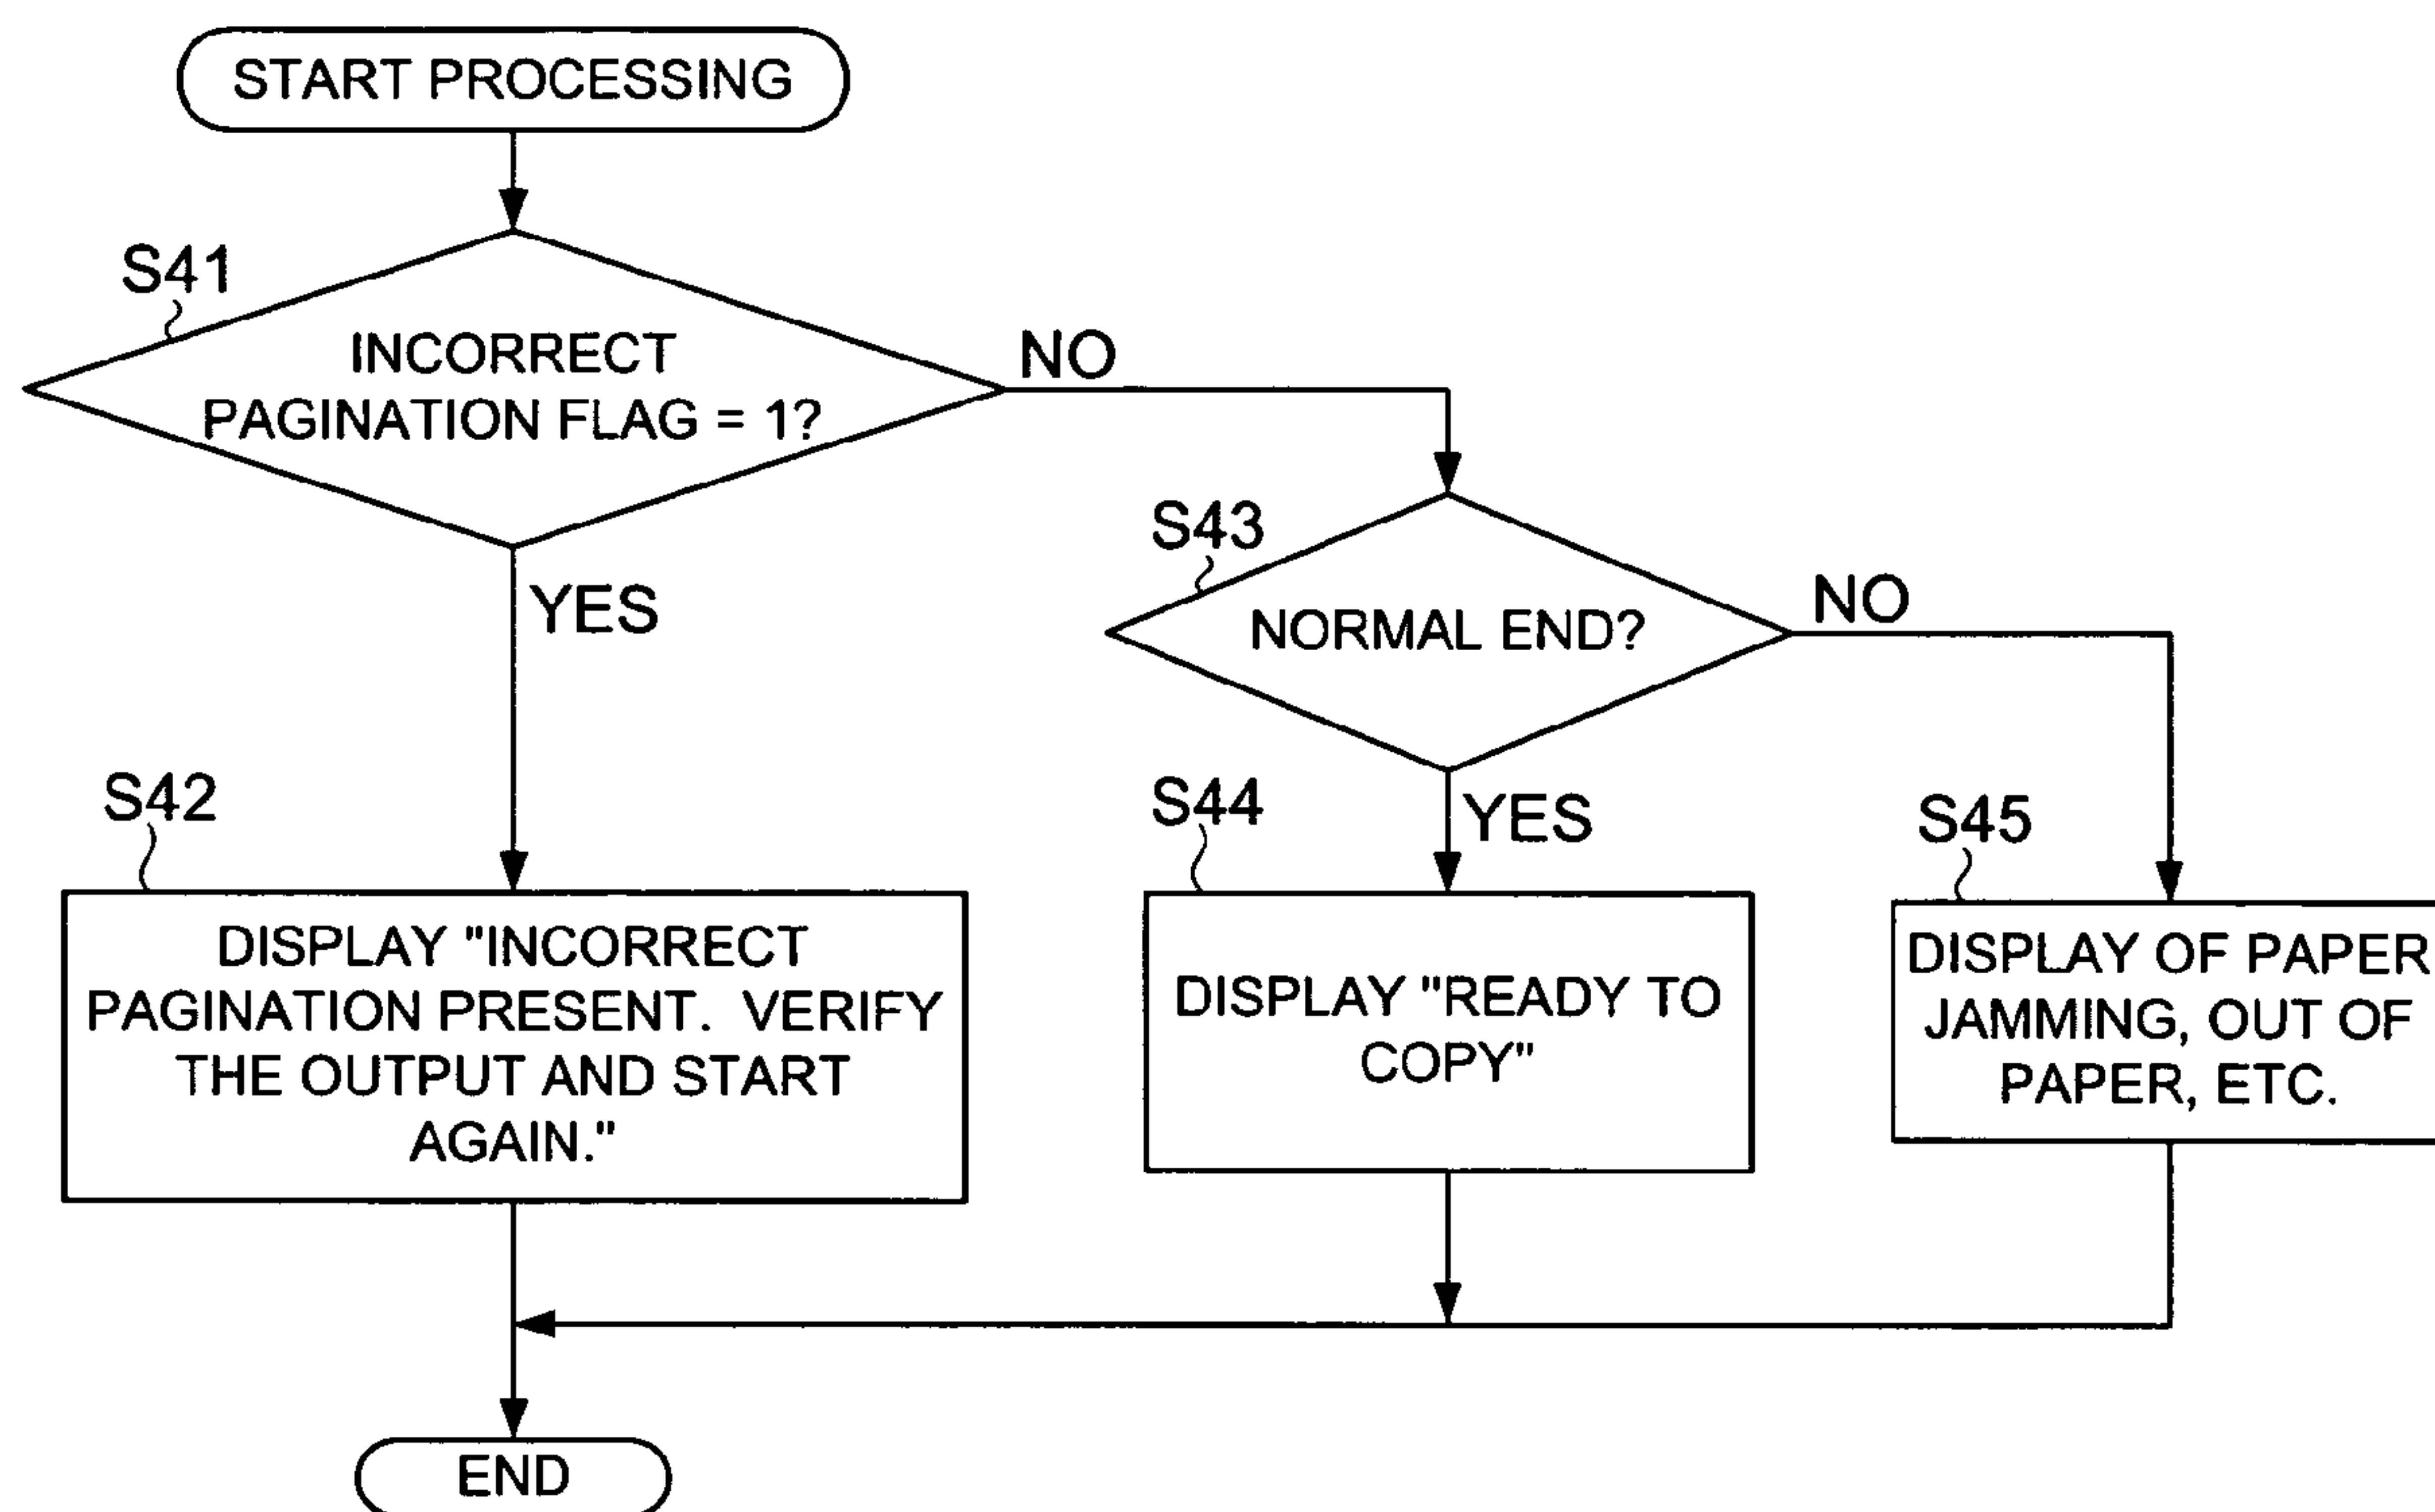 START PROCESSING
S41
INCORRECT
PAGINATION FLAG = 1?
NO
YES
S43
NORMAL END?
NO
YES
S42
DISPLAY "INCORRECT
PAGINATION PRESENT. VERIFY
THE OUTPUT AND START
AGAIN."
S44
DISPLAY "READY TO
COPY"
S45
DISPLAY OF PAPER
JAMMING, OUT OF
PAPER, ETC.
END